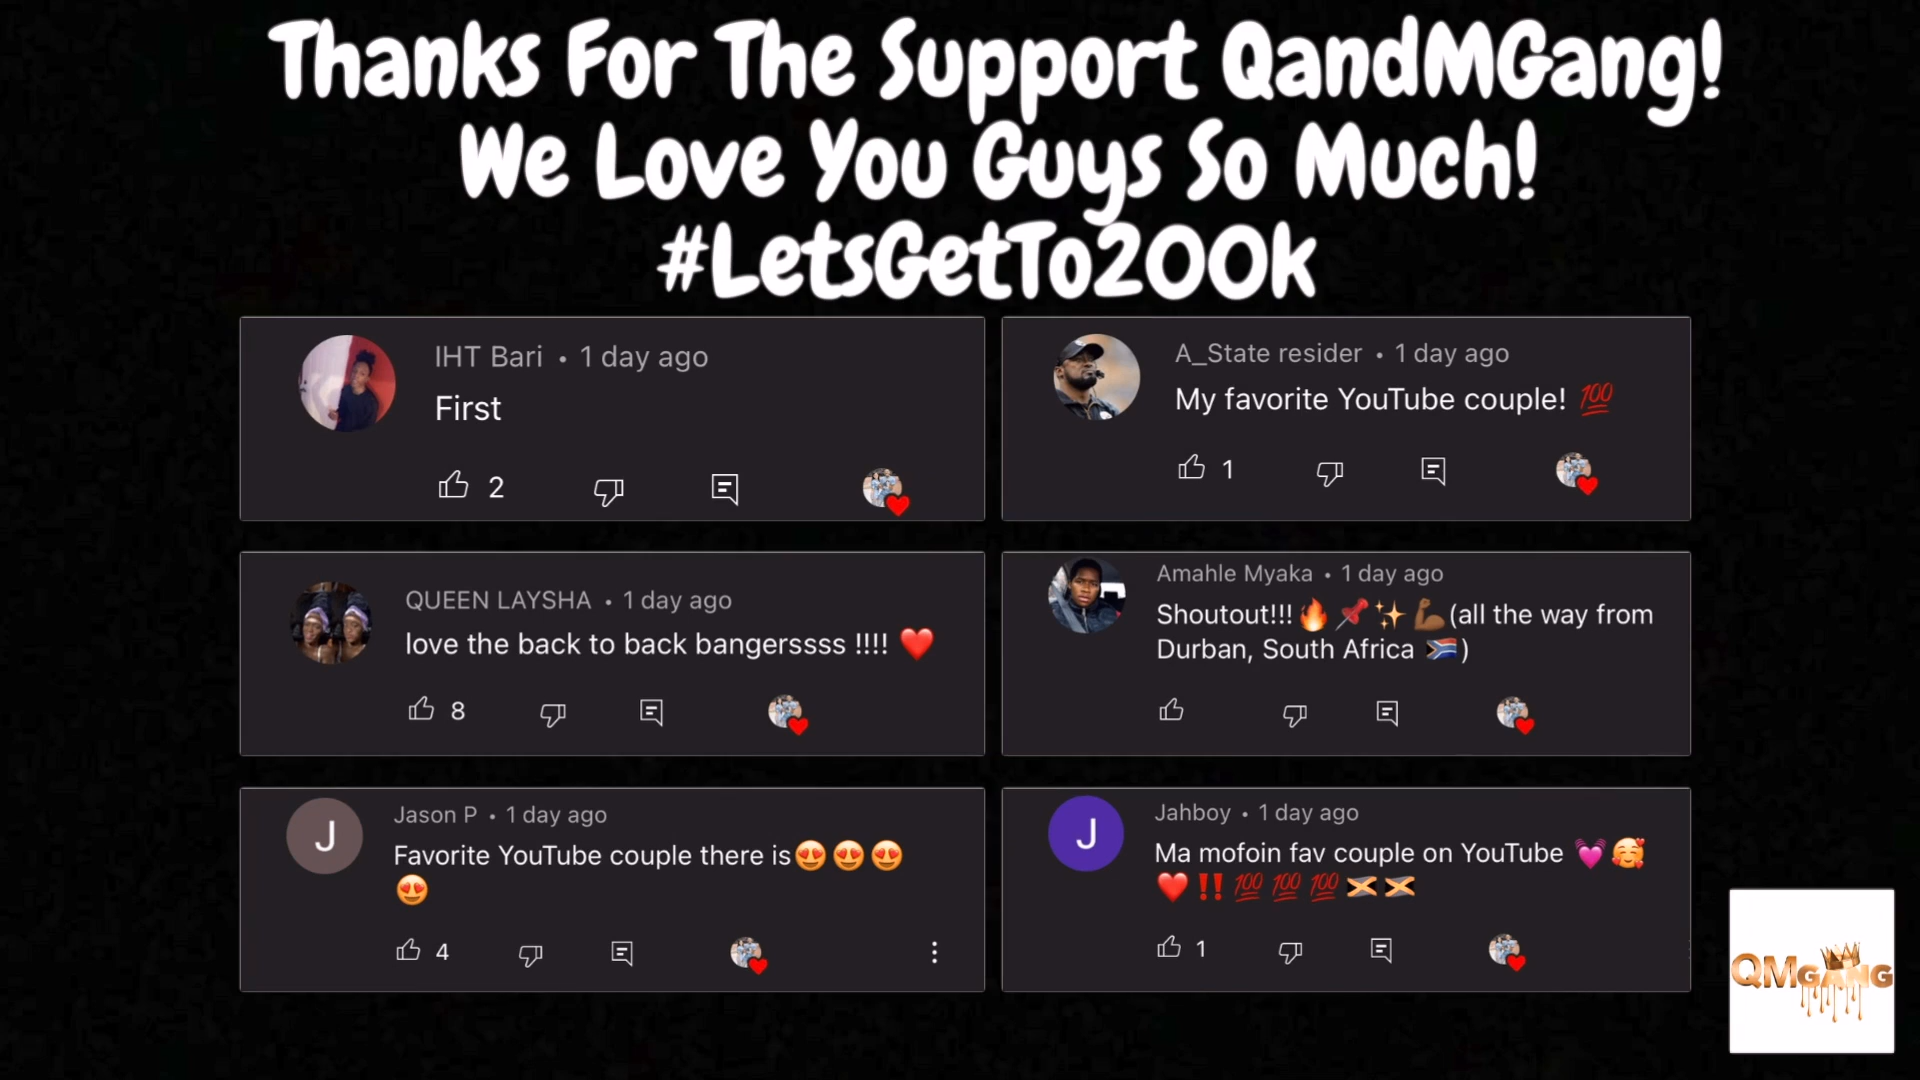 Thanks For The Support QandMGang!
We Love You Guys So Much!
#LetsGetTo200k
IHT Bari • 1 day ago
First
2
A_State resider • 1 day ago
My favorite YouTube couple! 💯
1
QUEEN LAYSHA • 1 day ago
love the back to back bangerssss !!!! ❤️
8
Amahle Myaka • 1 day ago
Shoutout!!!🔥📌✨💪🏾(all the way from
Durban, South Africa 🇿🇦)
J
Jason P • 1 day ago
Favorite YouTube couple there is😍😍😍
😍
4
J
Jahboy • 1 day ago
Ma mofoin fav couple on YouTube 💓🥰
❤️‼️💯💯💯🇯🇲🇯🇲
1
QMGANG